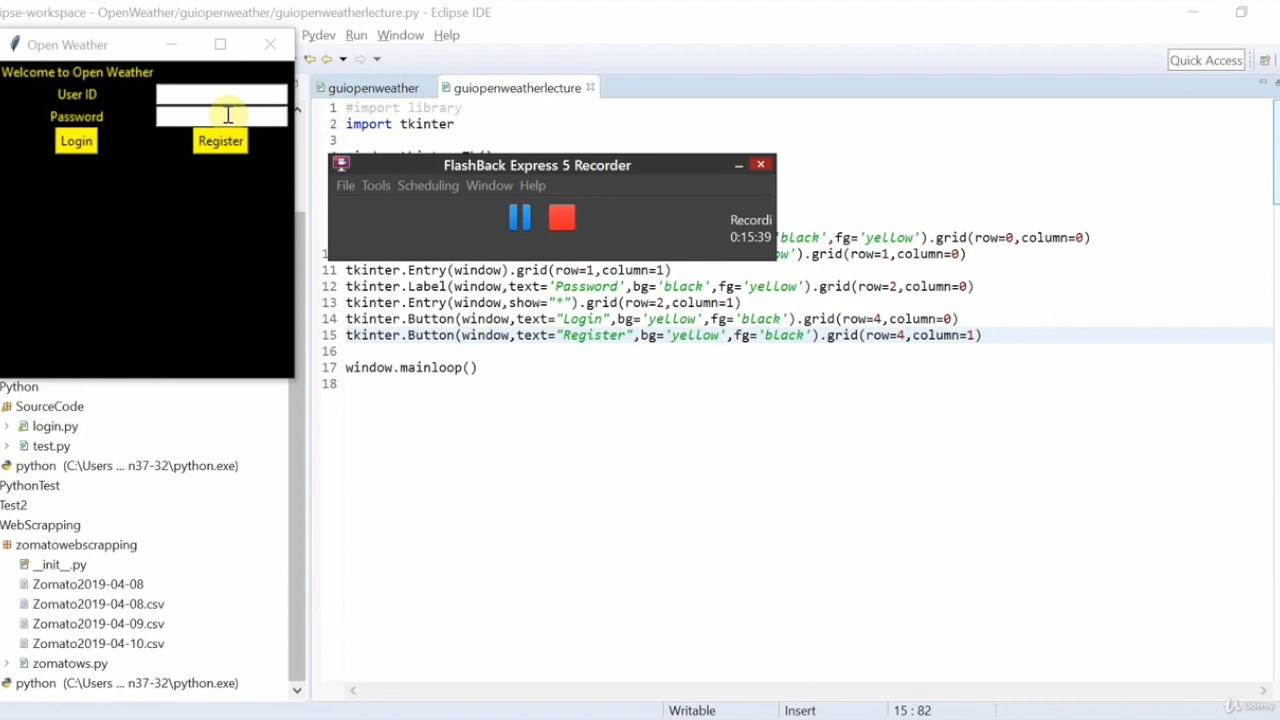 ipse-workspace - OpenWeather/guiopenweather/guiopenweatherlecture.py - Eclipse IDE
Open Weather
Pydev Run Window Help
Quick Access
Welcome to Open Weather
User ID
Password
Login Register
guiopenweather guiopenweatherlecture
1 #import library
2 import tkinter
3
FlashBack Express 5 Recorder
File Tools Scheduling Window Help
Recordi
0:15:39
'black',fg='yellow').grid(row=0,column=0)
').grid(row=1,column=0)
11 tkinter.Entry(window).grid(row=1,column=1)
12 tkinter.Label(window,text='Password',bg='black',fg='yellow').grid(row=2,column=0)
13 tkinter.Entry(window,show="*").grid(row=2,column=1)
14 tkinter.Button(window,text="Login",bg='yellow',fg='black').grid(row=4,column=0)
15 tkinter.Button(window,text="Register",bg='yellow',fg='black').grid(row=4,column=1)
16
17 window.mainloop()
18
Python
SourceCode
login.py
test.py
python (C:\Users ... n37-32\python.exe)
PythonTest
Test2
WebScrapping
zomatowebscrapping
__init__.py
Zomato2019-04-08
Zomato2019-04-08.csv
Zomato2019-04-09.csv
Zomato2019-04-10.csv
zomatows.py
python (C:\Users ... n37-32\python.exe)
Writable Insert 15 : 82
Udemy